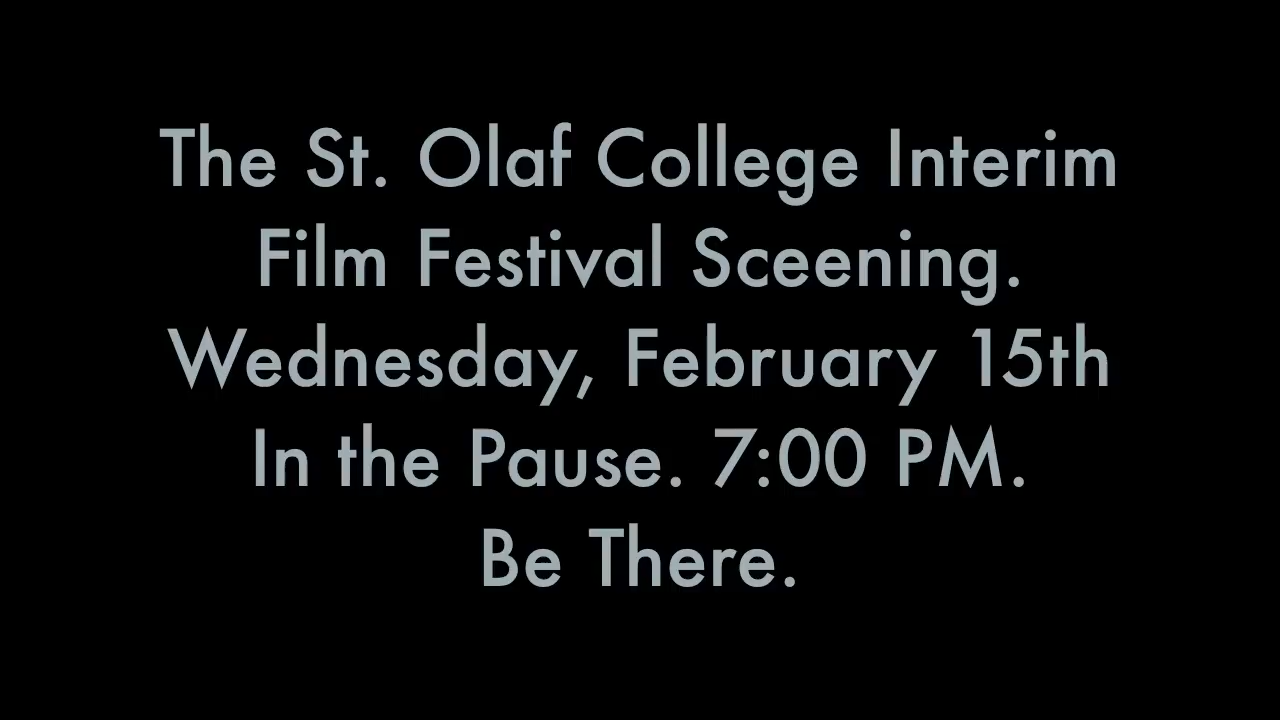 The St. Olaf College Interim
Film Festival Sceening.
Wednesday, February 15th
In the Pause. 7:00 PM.
Be There.